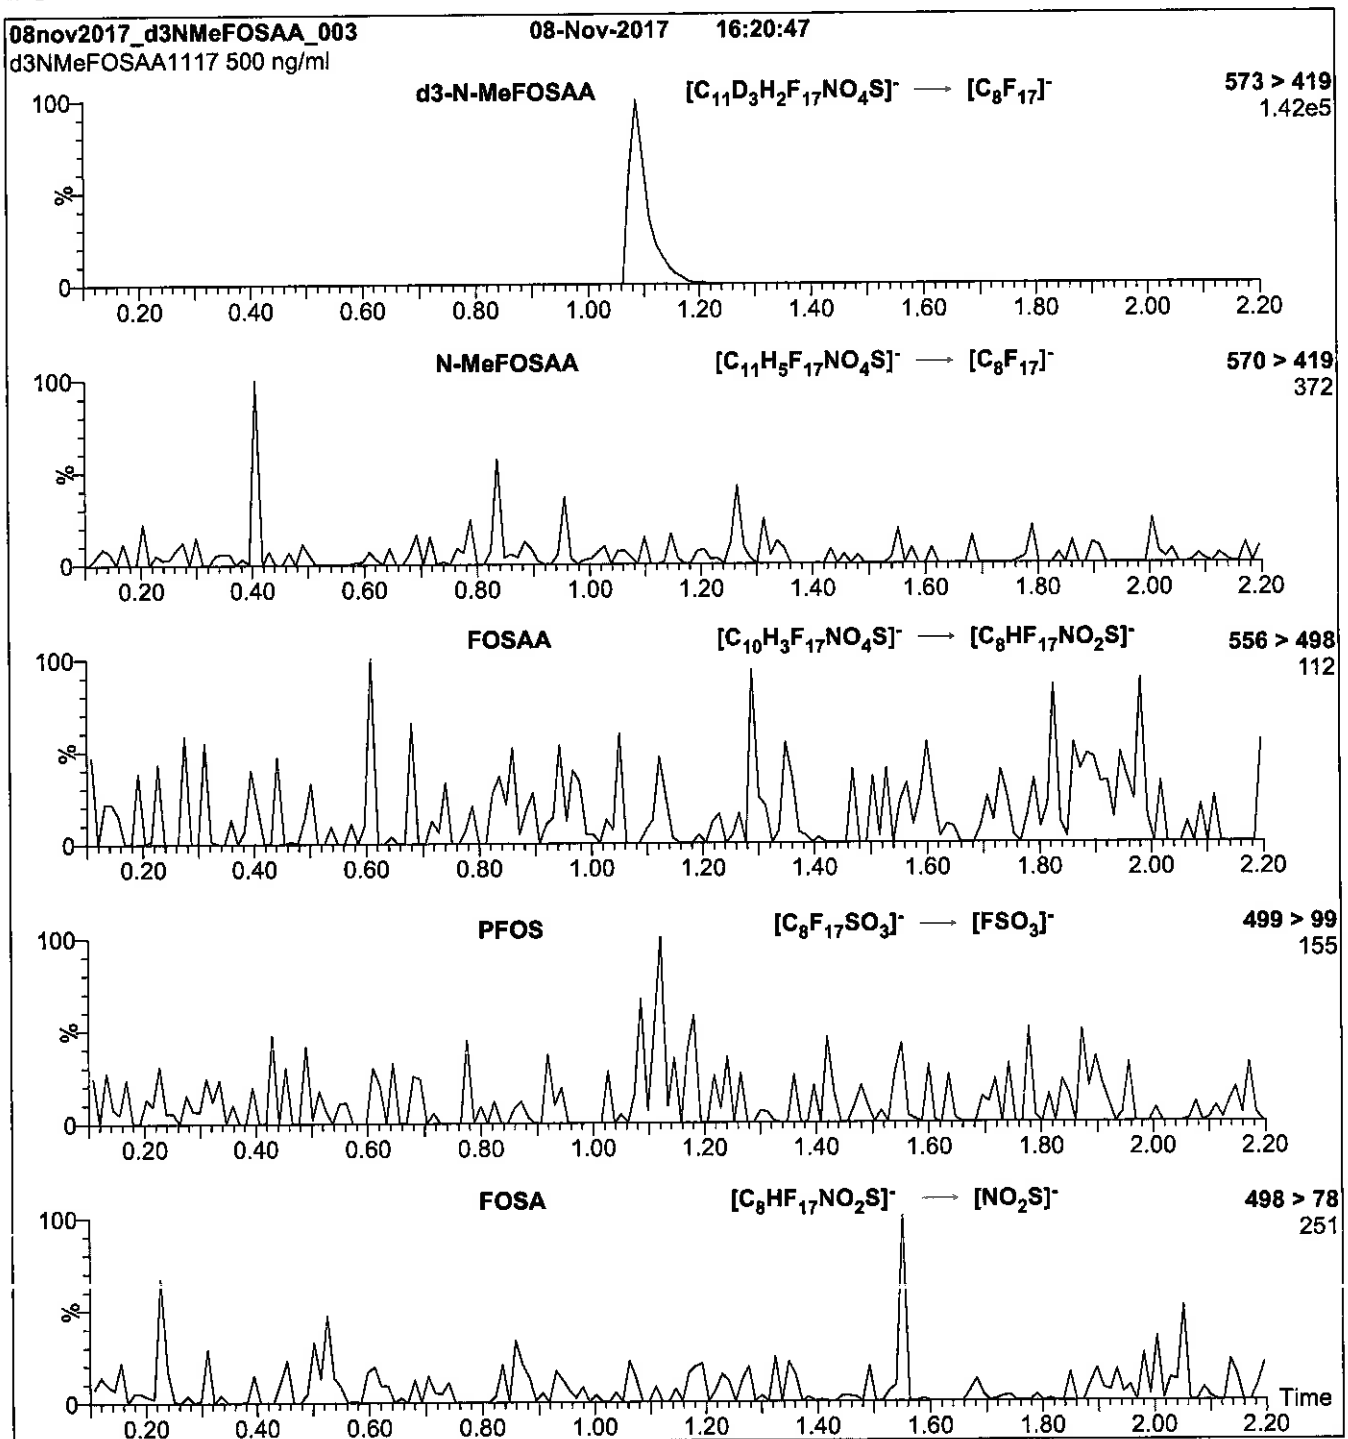 08nov2017_d3NMeFOSAA_003 08-Nov-2017 16:20:47
d3NMeFOSAA1117 500 ng/ml
d3-N-MeFOSAA [C₁₁D₃H₂F₁₇NO₄S]⁻ → [C₈F₁₇]⁻ 573 > 419
1.42e5
100
%
0
0.20 0.40 0.60 0.80 1.00 1.20 1.40 1.60 1.80 2.00 2.20
N-MeFOSAA [C₁₁H₅F₁₇NO₄S]⁻ → [C₈F₁₇]⁻ 570 > 419
372
100
%
0
0.20 0.40 0.60 0.80 1.00 1.20 1.40 1.60 1.80 2.00 2.20
FOSAA [C₁₀H₃F₁₇NO₄S]⁻ → [C₈HF₁₇NO₂S]⁻ 556 > 498
112
100
%
0
0.20 0.40 0.60 0.80 1.00 1.20 1.40 1.60 1.80 2.00 2.20
PFOS [C₈F₁₇SO₃]⁻ → [FSO₃]⁻ 499 > 99
155
100
%
0
0.20 0.40 0.60 0.80 1.00 1.20 1.40 1.60 1.80 2.00 2.20
FOSA [C₈HF₁₇NO₂S]⁻ → [NO₂S]⁻ 498 > 78
251
100
%
0
Time
0.20 0.40 0.60 0.80 1.00 1.20 1.40 1.60 1.80 2.00 2.20